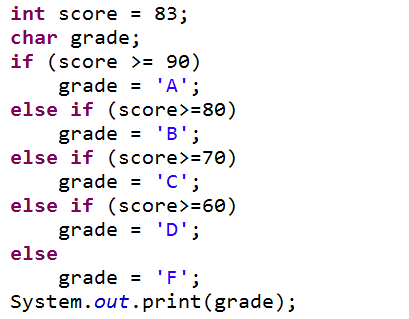 int score = 83;
char grade;
if (score >= 90)
    grade = 'A';
else if (score>=80)
    grade = 'B';
else if (score>=70)
    grade = 'C';
else if (score>=60)
    grade = 'D';
else
    grade = 'F';
System.out.print(grade);